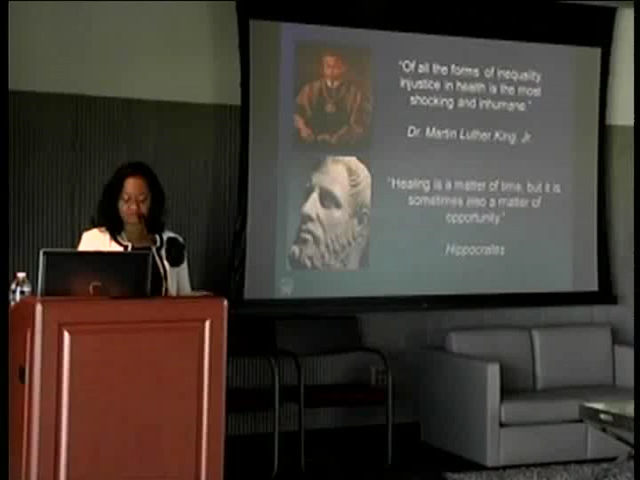 "Of all the forms of inequality,
injustice in health is the most
shocking and inhumane."
Dr. Martin Luther King, Jr.
"Healing is a matter of time, but it is
sometimes also a matter of
opportunity."
Hippocrates